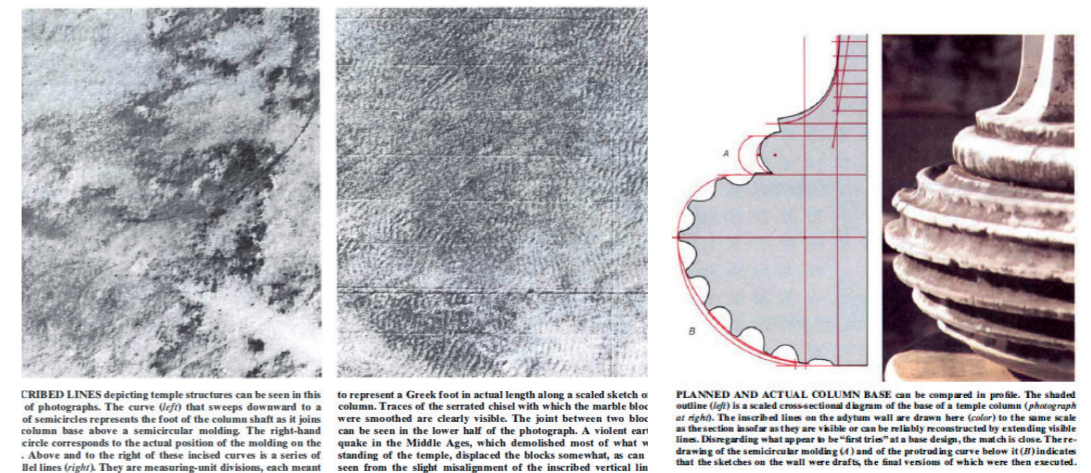 A
B
CRIBED LINES depicting temple structures can be seen in this
of photographs. The curve (left) that sweeps downward to a
of semicircles represents the foot of the column shaft as it joins
column base above a semicircular molding. The right-hand
circle corresponds to the actual position of the molding on the
. Above and to the right of these incised curves is a series of
llel lines (right). They are measuring-unit divisions, each meant
to represent a Greek foot in actual length along a scaled sketch o
column. Traces of the serrated chisel with which the marble bloc
were smoothed are clearly visible. The joint between two bloc
can be seen in the lower half of the photograph. A violent eart
quake in the Middle Ages, which demolished most of what w
standing of the temple, displaced the blocks somewhat, as can
seen from the slight misalignment of the inscribed vertical lin
PLANNED AND ACTUAL COLUMN BASE can be compared in profile. The shaded
outline (left) is a scaled cross-sectional diagram of the base of a temple column (photograph
at right). The inscribed lines on the adytum wall are drawn here (color) to the same scale
as the section insofar as they are visible or can be reliably reconstructed by extending visible
lines. Disregarding what appear to be “first tries” at a base design, the match is close. The re-
drawing of the semicircular molding (A) and of the protruding curve below it (B) indicates
that the sketches on the wall were drafts, the final versions of which were then executed.